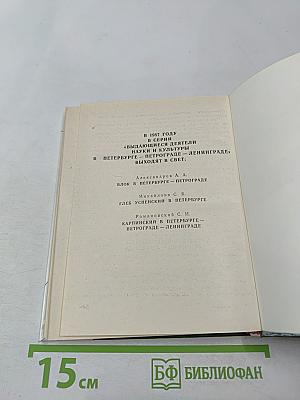 В 1987 ГОДУ
В СЕРИИ
«ВЫДАЮЩИЕСЯ ДЕЯТЕЛИ
НАУКИ И КУЛЬТУРЫ
В ПЕТЕРБУРГЕ — ПЕТРОГРАДЕ — ЛЕНИНГРАДЕ»
ВЫХОДЯТ В СВЕТ:
Александров А. А.
БЛОК В ПЕТЕРБУРГЕ — ПЕТРОГРАДЕ
Михайлова С. В.
ГЛЕБ УСПЕНСКИЙ В ПЕТЕРБУРГЕ
Романовский С. И.
КАРПИНСКИЙ В ПЕТЕРБУРГЕ —
ПЕТРОГРАДЕ — ЛЕНИНГРАДЕ
15 см
БФ БИБЛИОФАН